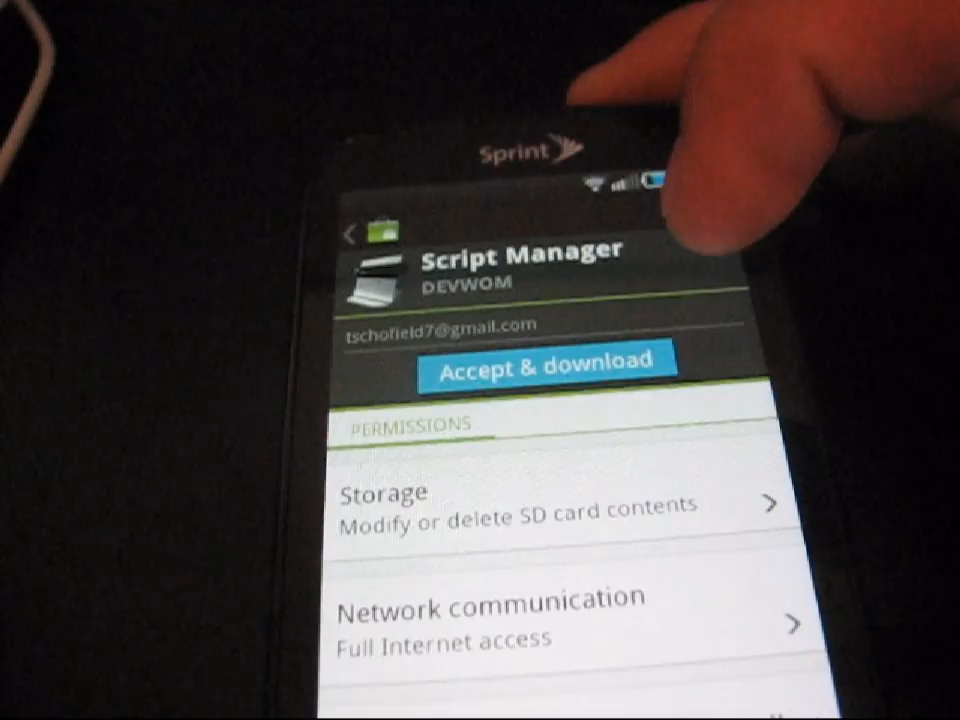 Sprint
Script Manager
DEVWOM
tschofield7@gmail.com
Accept & download
PERMISSIONS
Storage
Modify or delete SD card contents
Network communication
Full Internet access